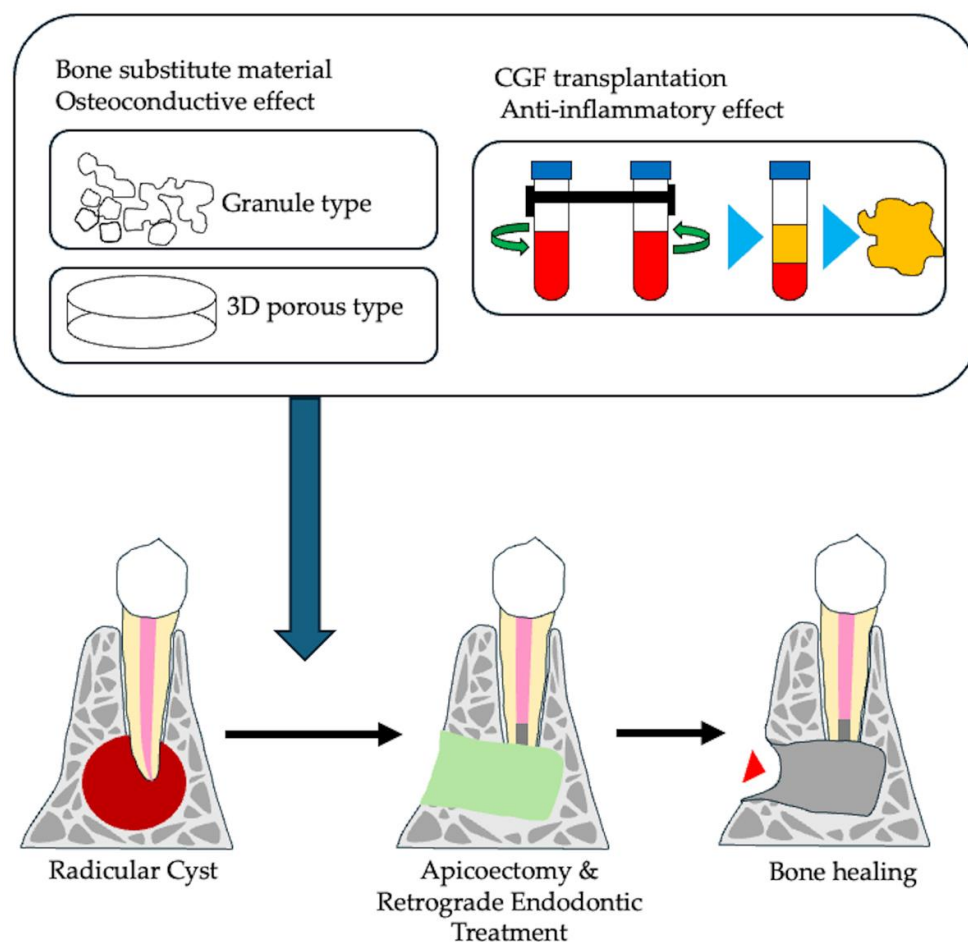 Bone substitute material
Osteoconductive effect
Granule type
3D porous type
CGF transplantation
Anti-inflammatory effect
Radicular Cyst
Apicoectomy &
Retrograde Endodontic
Treatment
Bone healing